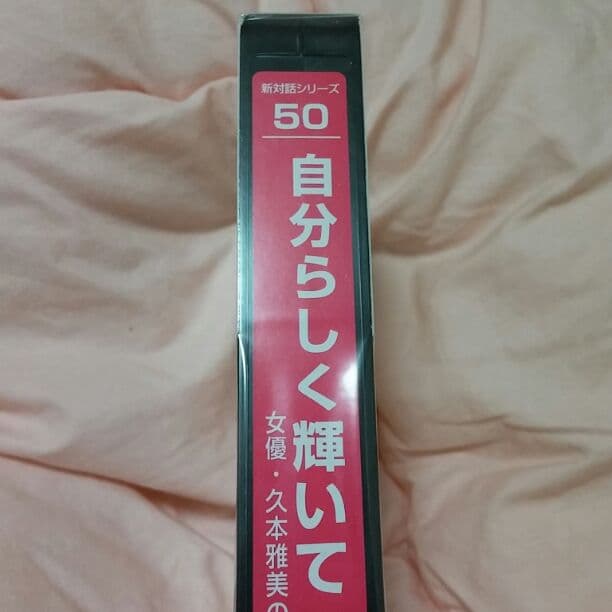 新対話シリーズ
50
自分らしく輝いて
女優・久本雅美の